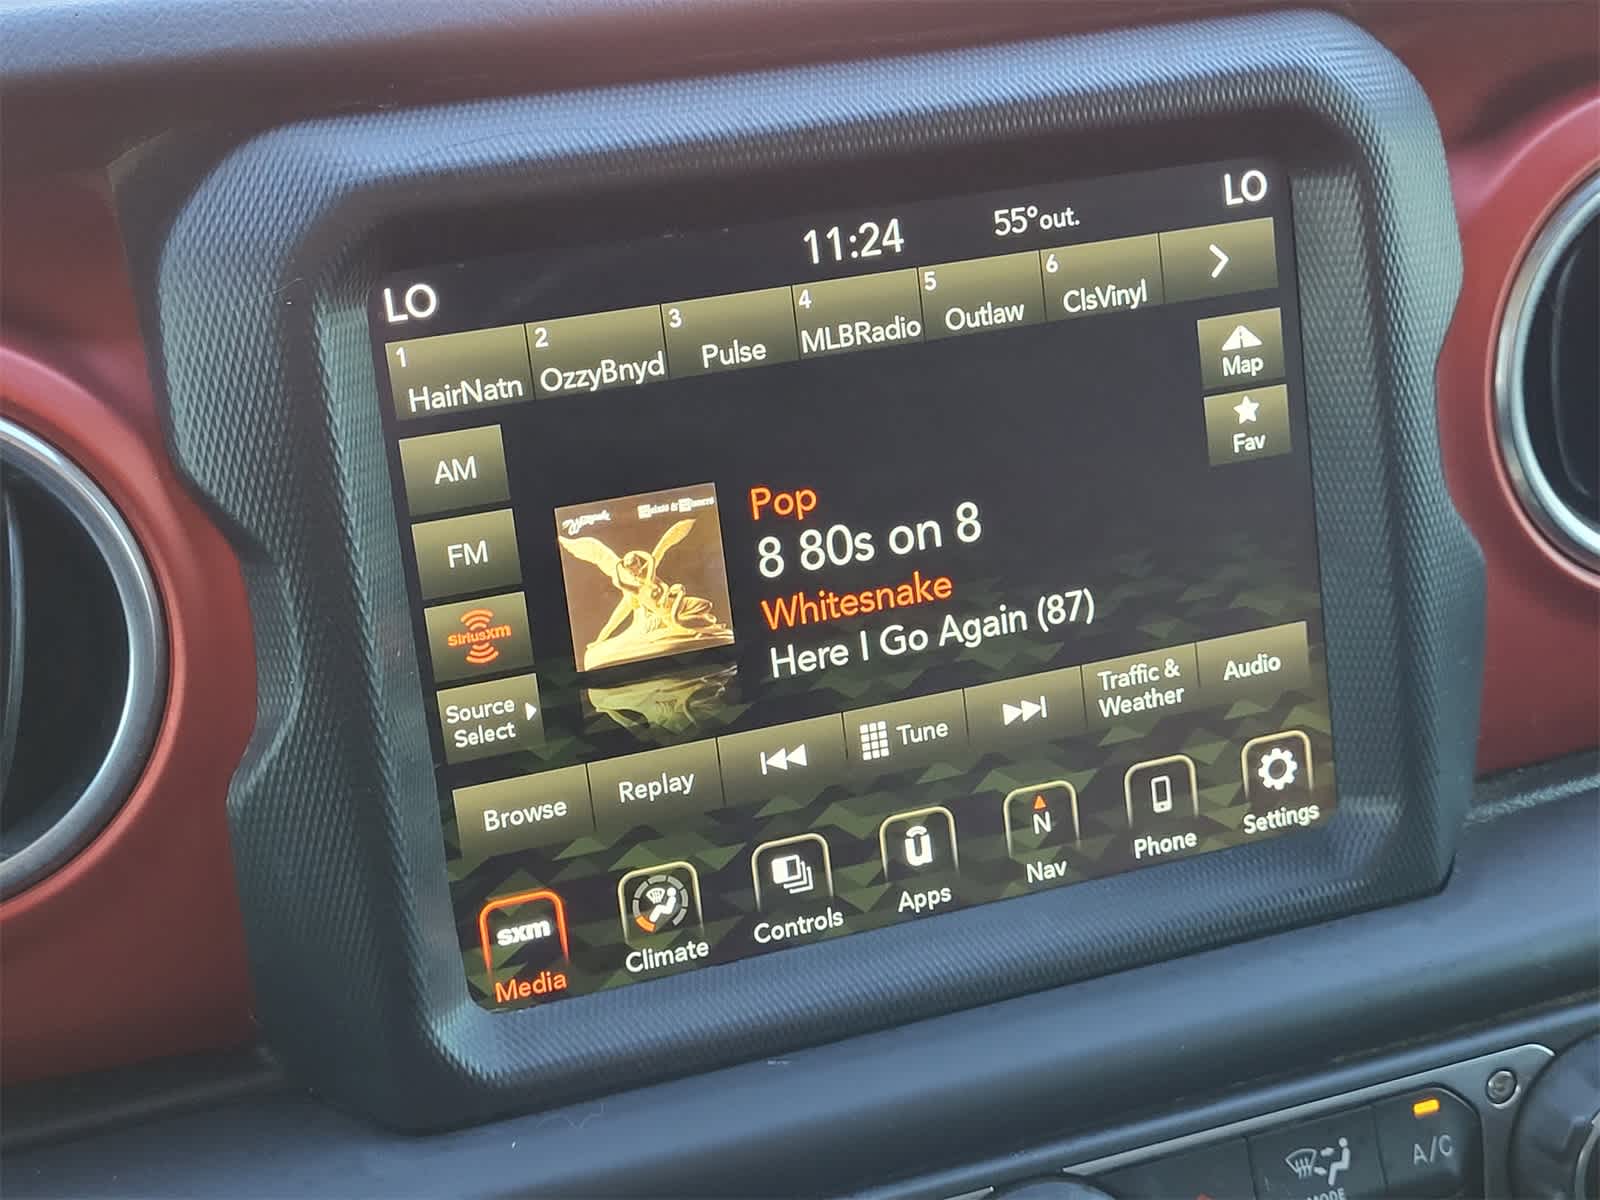 LO
11:24
55°out.
LO
1 HairNatn
2 OzzyBnyd
3 Pulse
4 MLBRadio
5 Outlaw
6 ClsVinyl
Map
Fav
AM
FM
SiriusXM
Source
Select
Pop
8 80s on 8
Whitesnake
Here I Go Again (87)
Browse
Replay
Tune
Traffic &
Weather
Audio
sxm
Media
Climate
Controls
u
Apps
N
Nav
Phone
Settings
MODE
A/C